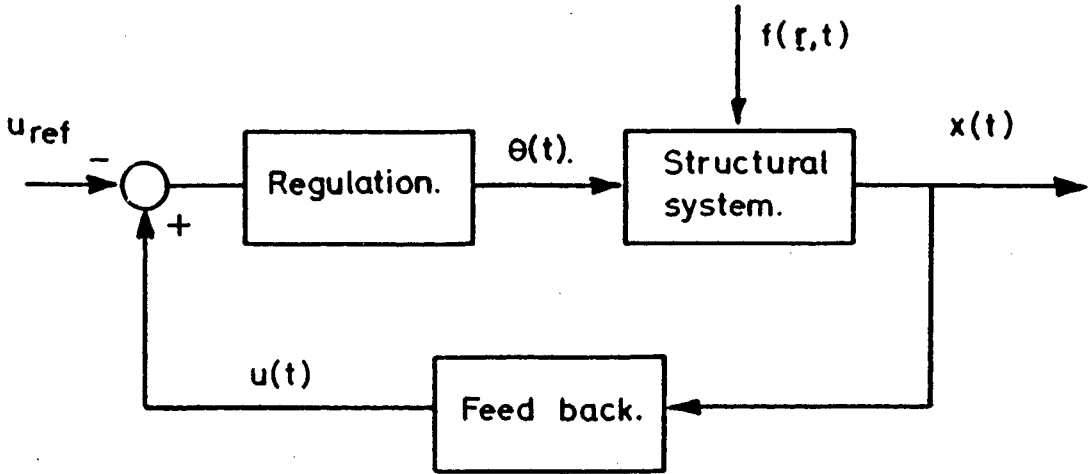 f(r,t)
u_ref
-
Regulation.
θ(t).
Structural
system.
x(t)
+
u(t)
Feed back.